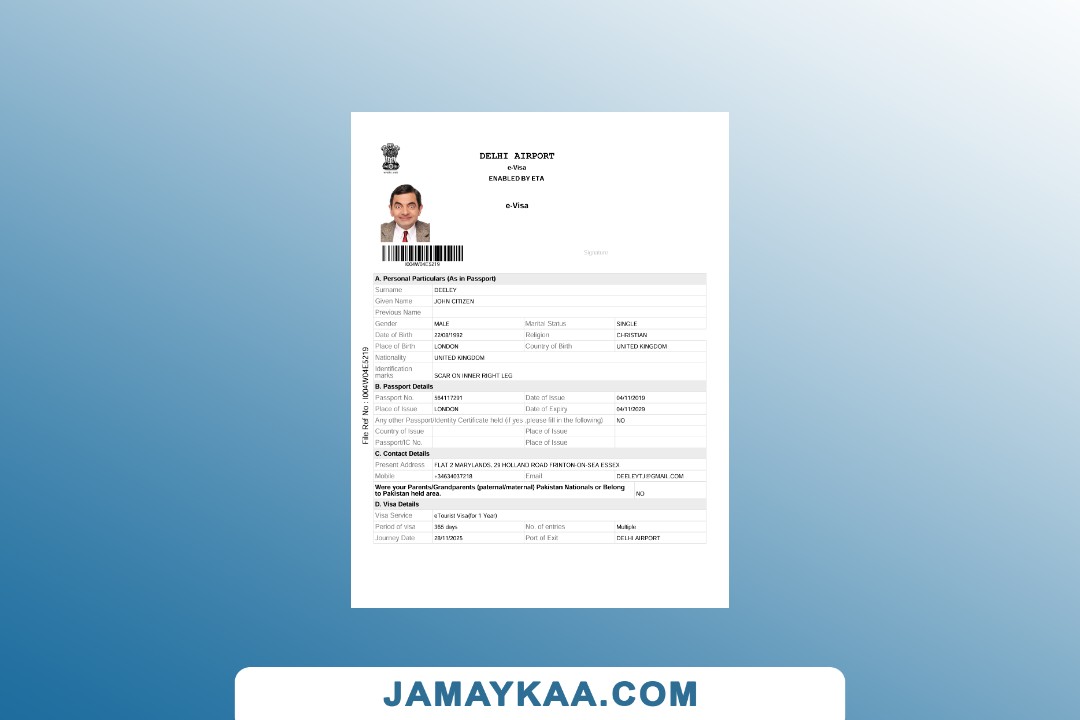 DELHI AIRPORT
e-Visa
ENABLED BY ETA
e-Visa
Signature
I004W04E5219
File Ref No : I004W04E5219
A. Personal Particulars (As in Passport)
Surname DEELEY
Given Name JOHN CITIZEN
Previous Name
Gender MALE Marital Status SINGLE
Date of Birth 22/08/1992 Religion CHRISTIAN
Place of Birth LONDON Country of Birth UNITED KINGDOM
Nationality UNITED KINGDOM
Identification
marks SCAR ON INNER RIGHT LEG
B. Passport Details
Passport No. 564117291 Date of Issue 04/11/2019
Place of Issue LONDON Date of Expiry 04/11/2029
Any other Passport/Identity Certificate held (if yes ,please fill in the following) NO
Country of Issue Place of Issue
Passport/IC No. Place of Issue
C. Contact Details
Present Address FLAT 2 MARYLANDS, 29 HOLLAND ROAD FRINTON-ON-SEA ESSEX
Mobile +34634037218 Email DEELEYTJ@GMAIL.COM
Were your Parents/Grandparents (paternal/maternal) Pakistan Nationals or Belong
to Pakistan held area. NO
D. Visa Details
Visa Service eTourist Visa(for 1 Year)
Period of visa 365 days No. of entries Multiple
Journey Date 28/11/2025 Port of Exit DELHI AIRPORT
JAMAYKAA.COM